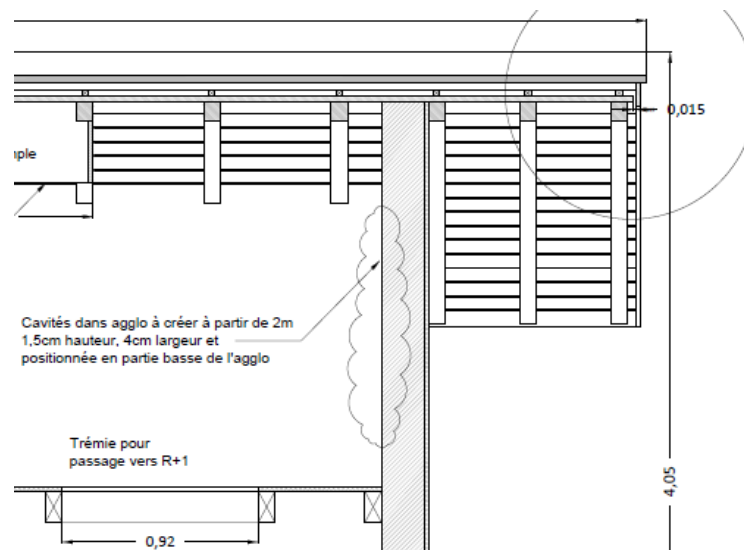 0,015
mple
Cavités dans agglo à créer à partir de 2m
1,5cm hauteur, 4cm largeur et
positionnée en partie basse de l'agglo
Trémie pour
passage vers R+1
4,05
0,92